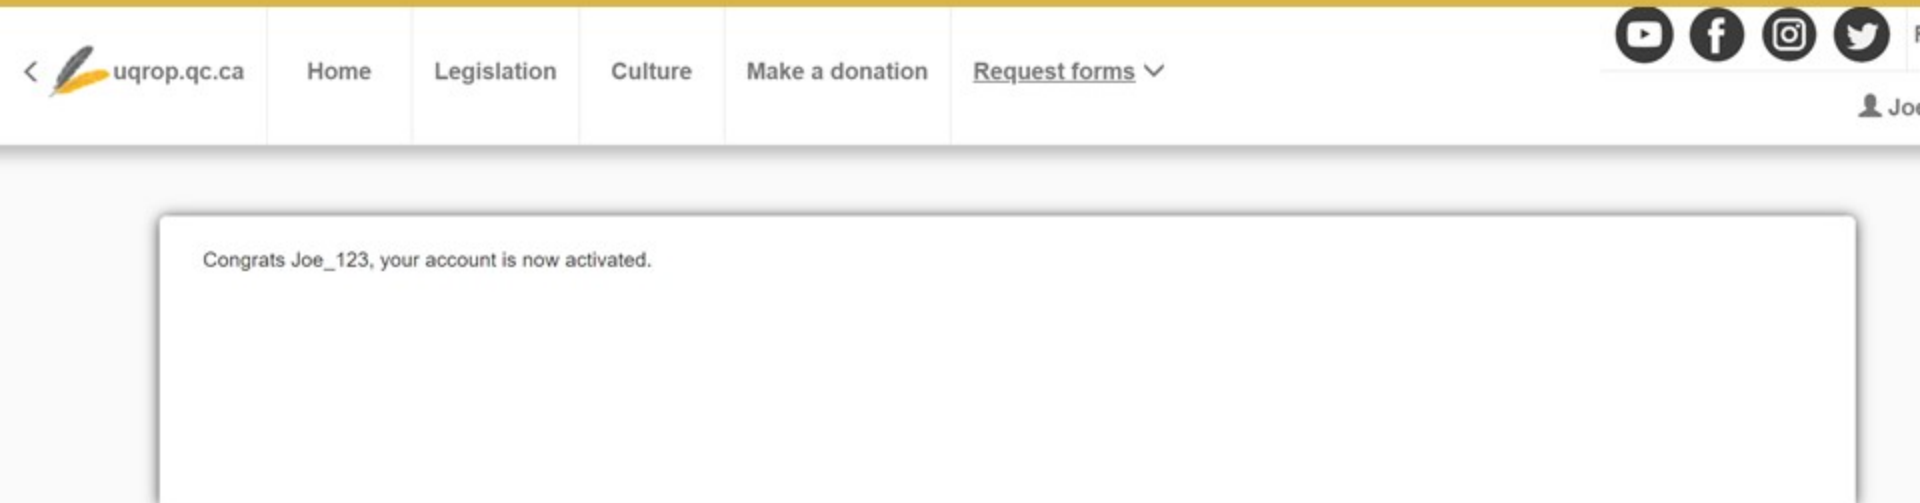 uqrop.qc.ca Home Legislation Culture Make a donation Request forms
Congrats Joe_123, your account is now activated.